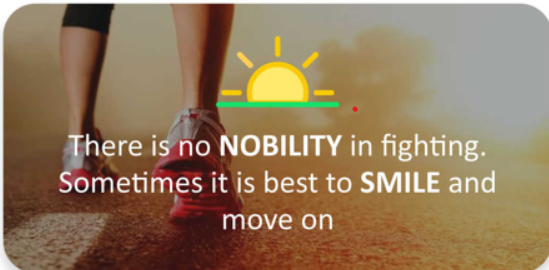 There is no NOBILITY in fighting.
Sometimes it is best to SMILE and
move on